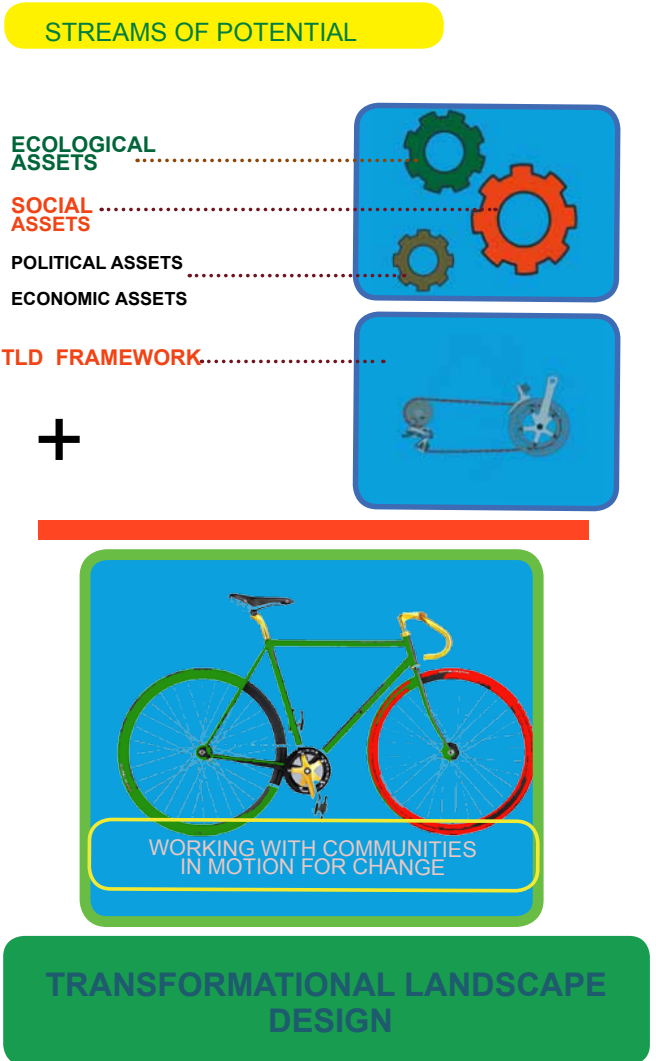 STREAMS OF POTENTIAL
ECOLOGICAL
ASSETS
SOCIAL
ASSETS
POLITICAL ASSETS
ECONOMIC ASSETS
TLD FRAMEWORK
+
WORKING WITH COMMUNITIES
IN MOTION FOR CHANGE
TRANSFORMATIONAL LANDSCAPE
DESIGN